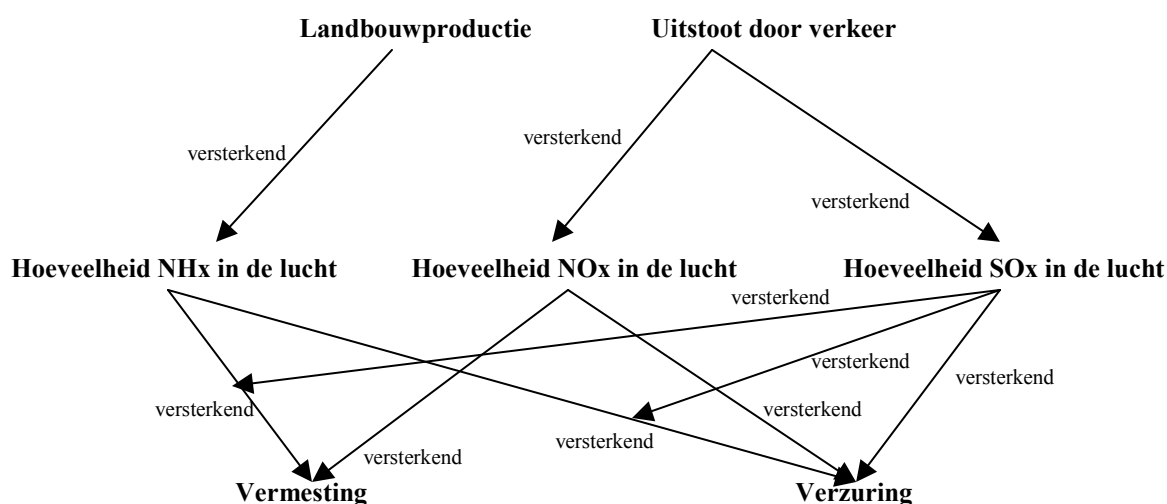 Landbouwproductie Uitstoot door verkeer
versterkend versterkend
versterkend
Hoeveelheid NHx in de lucht Hoeveelheid NOx in de lucht Hoeveelheid SOx in de lucht
versterkend
versterkend
versterkend
versterkend versterkend
versterkend
versterkend
Vermesting Verzuring